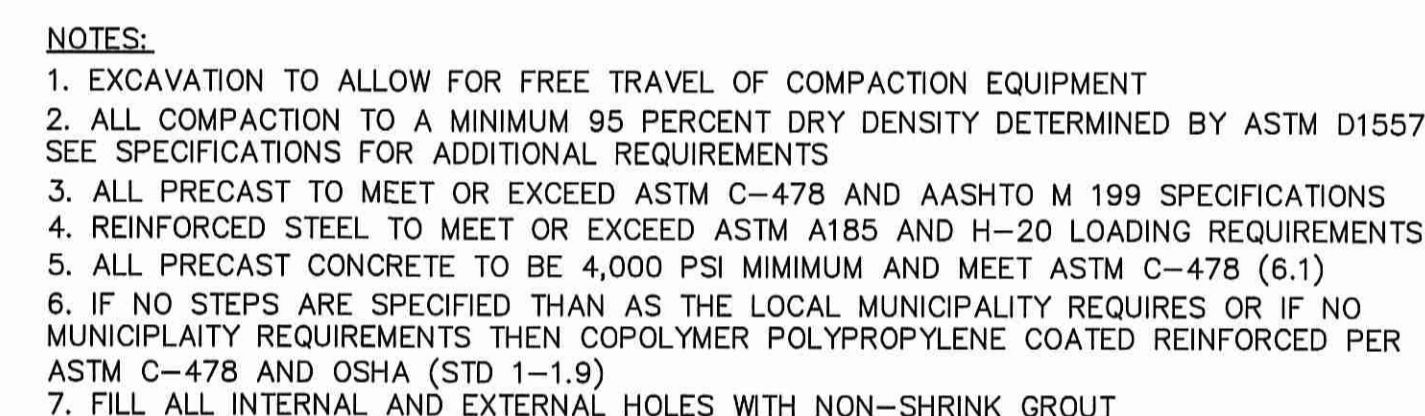 NOTES:
1. EXCAVATION TO ALLOW FOR FREE TRAVEL OF COMPACTION EQUIPMENT
2. ALL COMPACTION TO A MINIMUM 95 PERCENT DRY DENSITY DETERMINED BY ASTM D1557
SEE SPECIFICATIONS FOR ADDITIONAL REQUIREMENTS
3. ALL PRECAST TO MEET OR EXCEED ASTM C-478 AND AASHTO M 199 SPECIFICATIONS
4. REINFORCED STEEL TO MEET OR EXCEED ASTM A185 AND H-20 LOADING REQUIREMENTS
5. ALL PRECAST CONCRETE TO BE 4,000 PSI MIMIMUM AND MEET ASTM C-478 (6.1)
6. IF NO STEPS ARE SPECIFIED THAN AS THE LOCAL MUNICIPALITY REQUIRES OR IF NO
MUNICIPLAITY REQUIREMENTS THEN COPOLYMER POLYPROPYLENE COATED REINFORCED PER
ASTM C-478 AND OSHA (STD 1-1.9)
7. FILL ALL INTERNAL AND EXTERNAL HOLES WITH NON-SHRINK GROUT